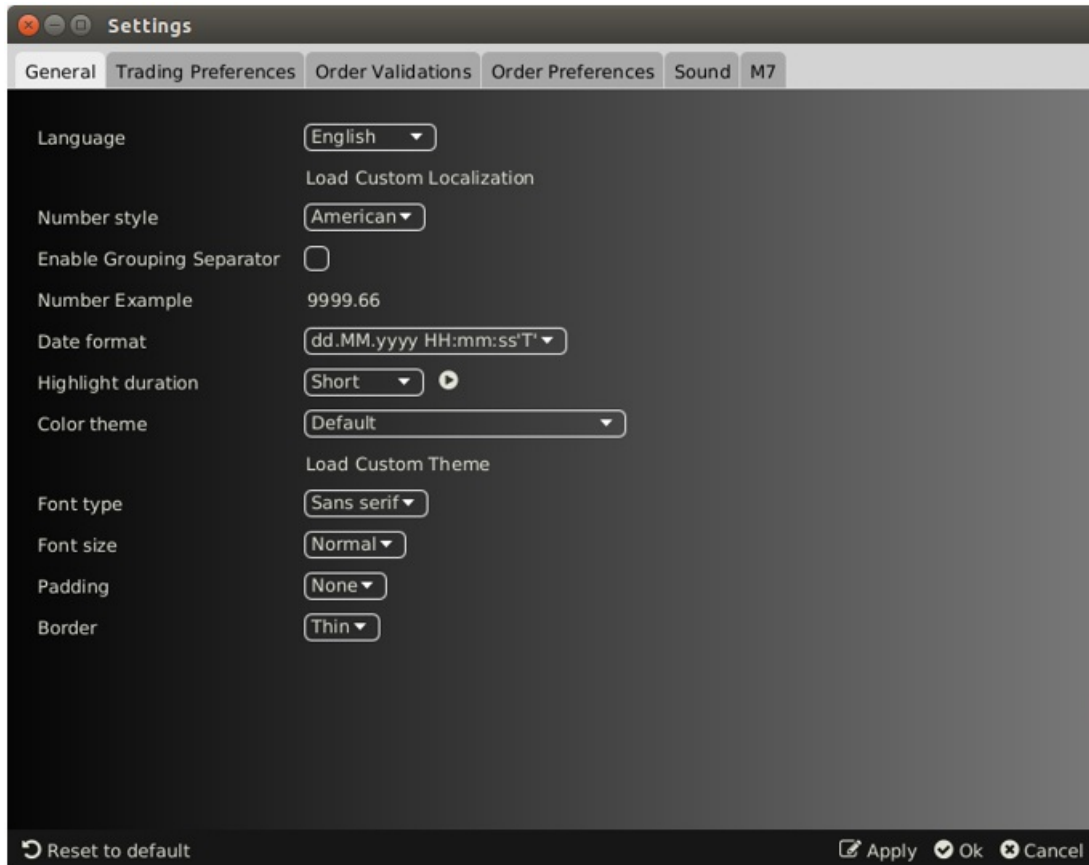 Settings
General Trading Preferences Order Validations Order Preferences Sound M7
Language English
Load Custom Localization
Number style American
Enable Grouping Separator
Number Example 9999.66
Date format dd.MM.yyyy HH:mm:ss'T'
Highlight duration Short
Color theme Default
Load Custom Theme
Font type Sans serif
Font size Normal
Padding None
Border Thin
Reset to default Apply Ok Cancel